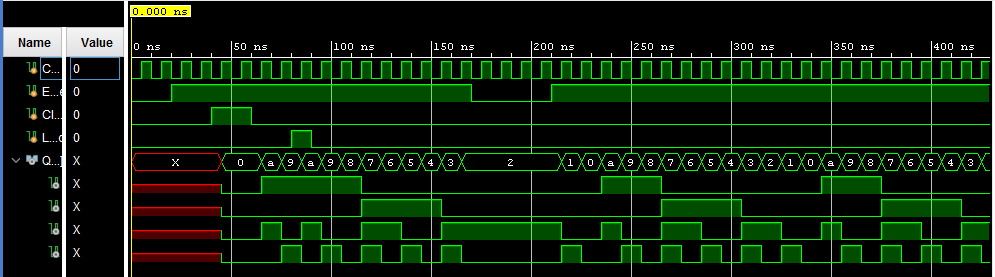 0.000 ns
Name Value
0 ns 50 ns 100 ns 150 ns 200 ns 250 ns 300 ns 350 ns 400 ns
C... 0
E...e 0
Cl... 0
L...d 0
Q...] X X 0 a 9 a 9 8 7 6 5 4 3 2 1 0 a 9 8 7 6 5 4 3 2 1 0 a 9 8 7 6 5 4 3
X
X
X
X